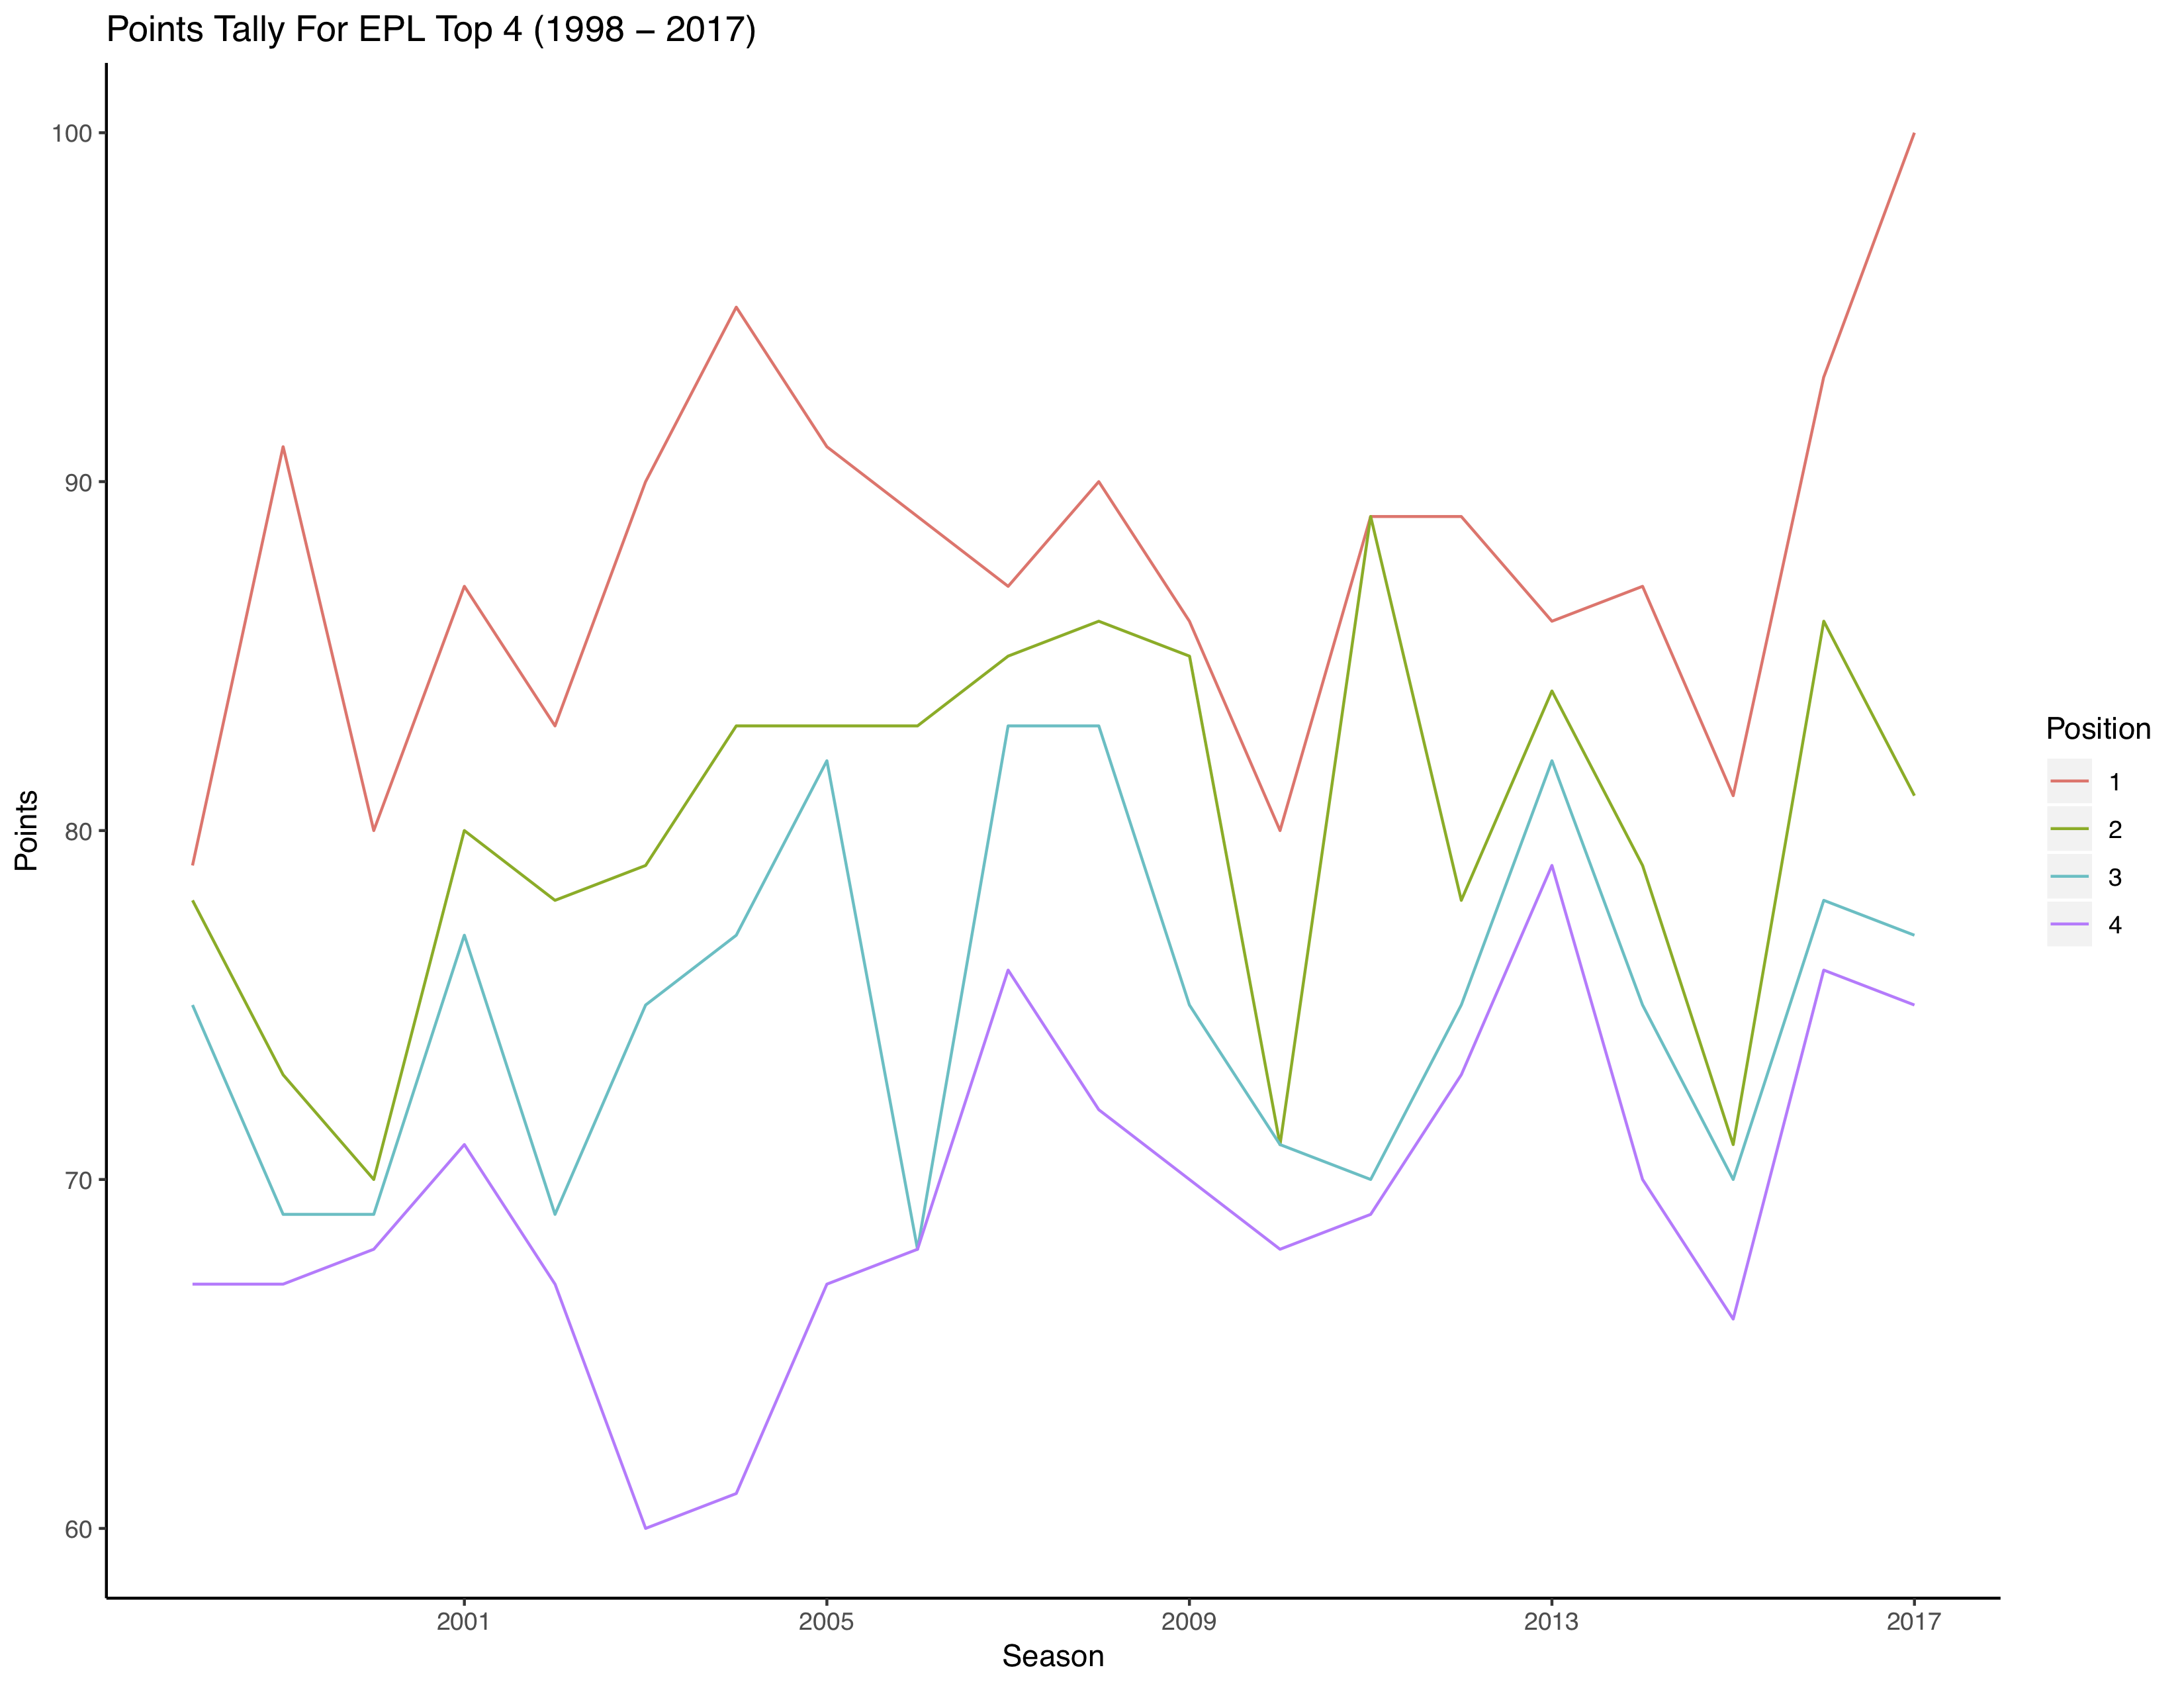 Points Tally For EPL Top 4 (1998 – 2017)
100
90
80
70
60
Points
2001 2005 2009 2013 2017
Season
Position
1
2
3
4